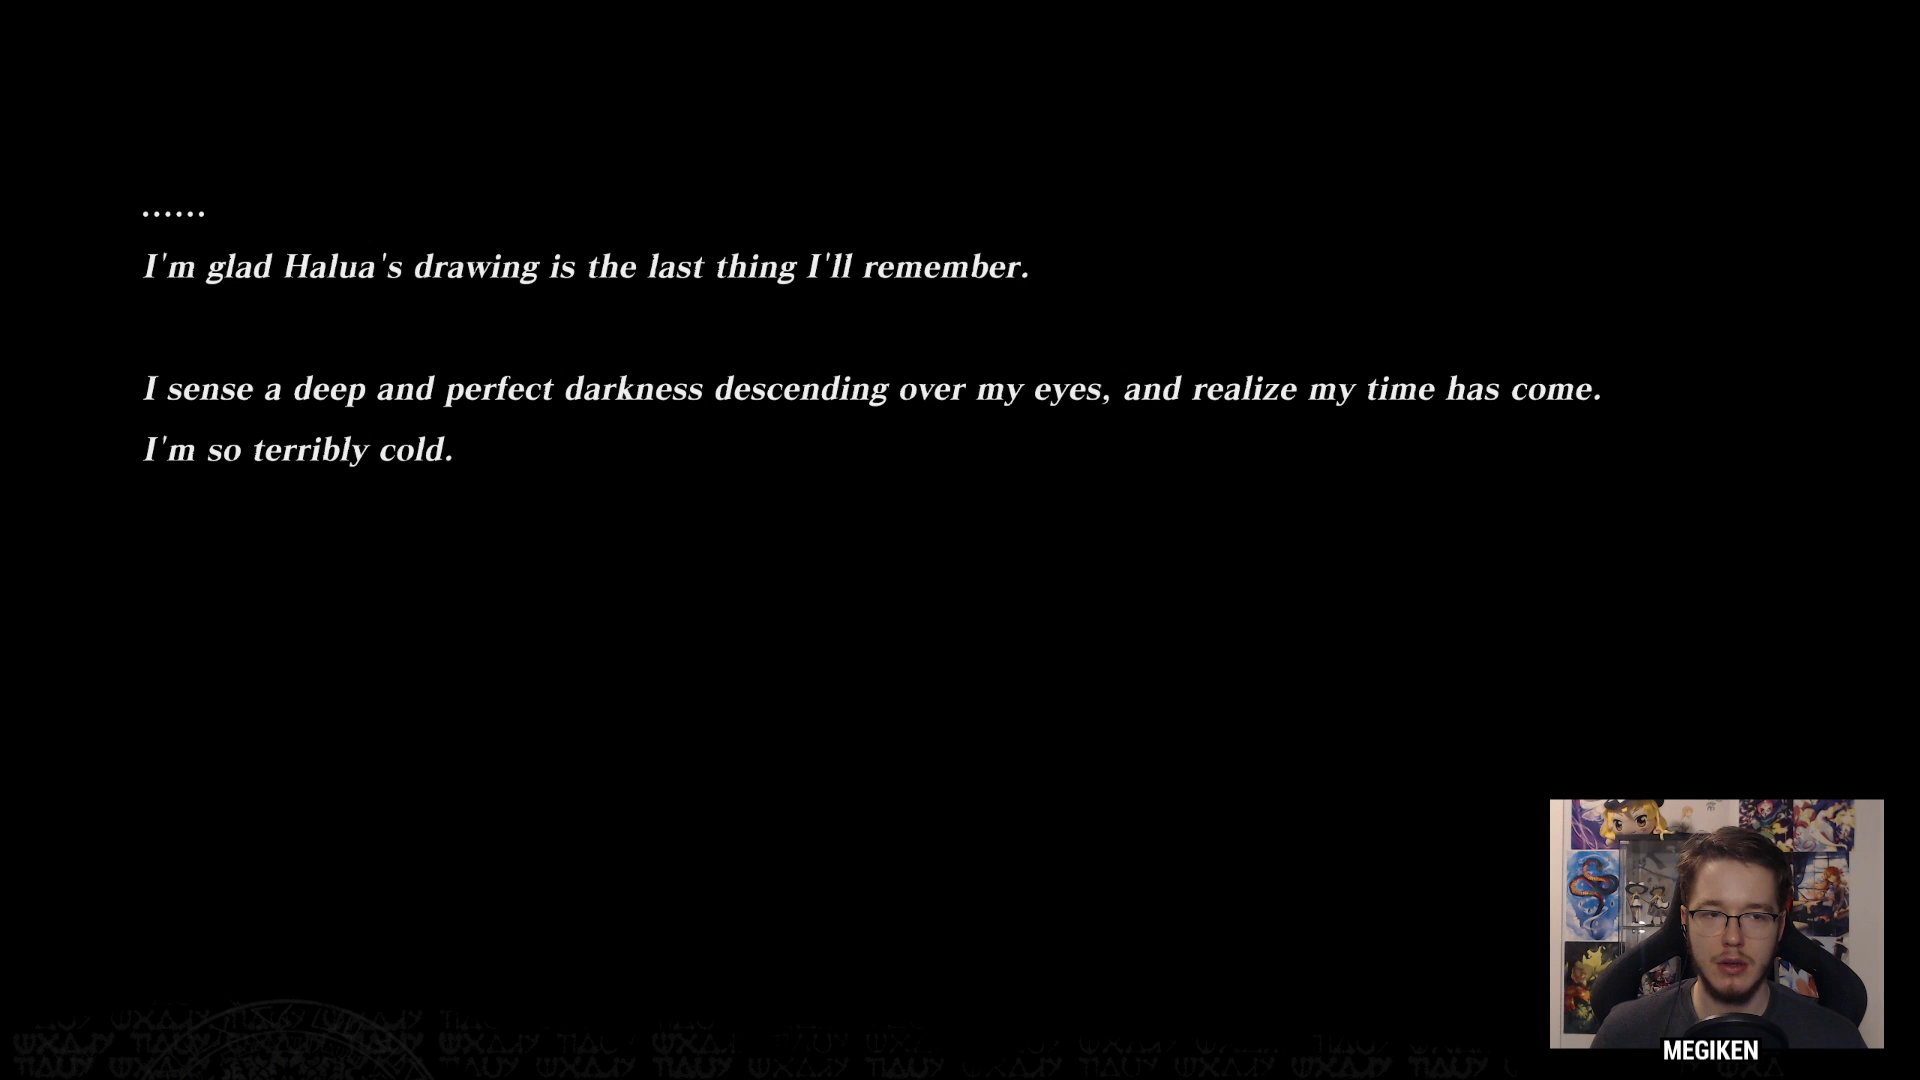 ......
I'm glad Halua's drawing is the last thing I'll remember.
I sense a deep and perfect darkness descending over my eyes, and realize my time has come.
I'm so terribly cold.
MEGIKEN